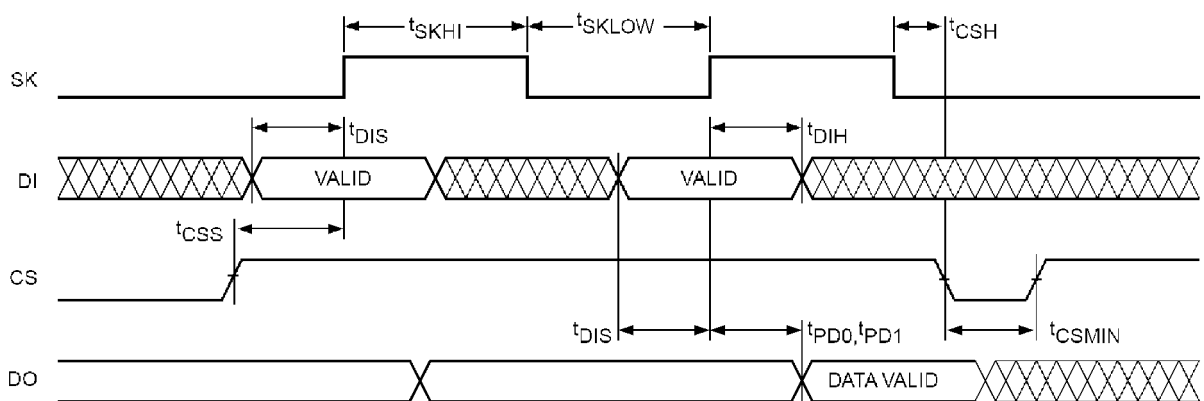 tSKHI
tSKLOW
tCSH
SK
tDIS
tDIH
DI
VALID
VALID
tCSS
CS
tDIS
tPD0,tPD1
tCSMIN
DO
DATA VALID